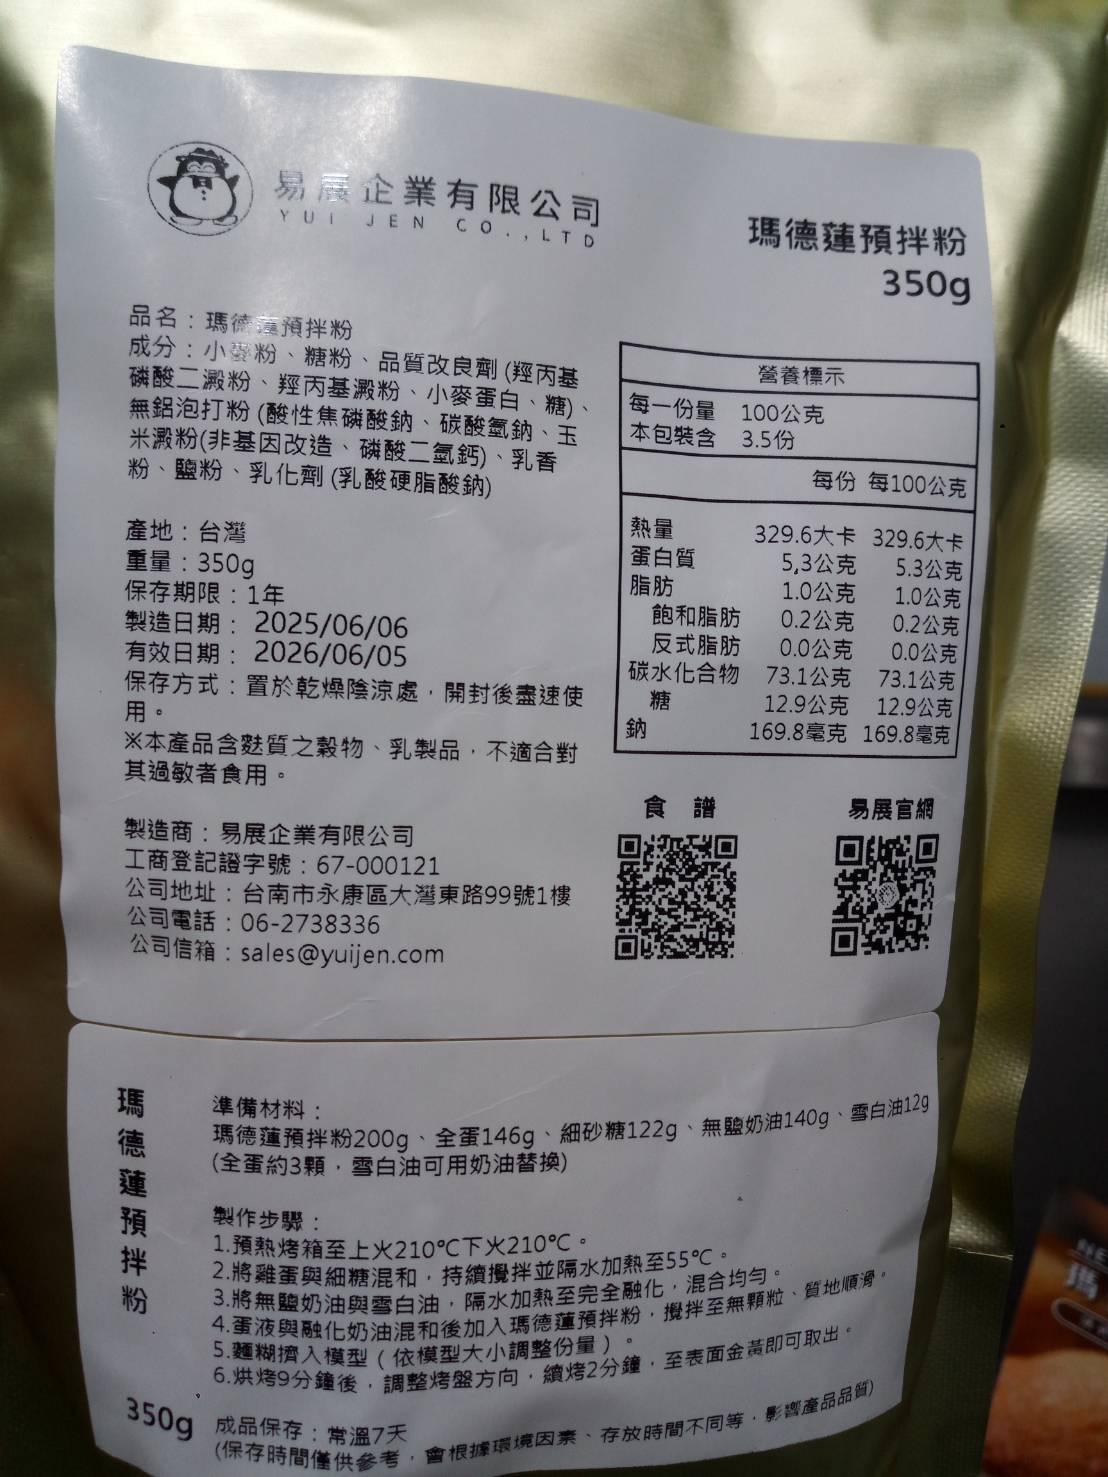 易展企業有限公司
YUI JEN CO.,LTD
瑪德蓮預拌粉
350g
品名：瑪德蓮預拌粉
成分：小麥粉、糖粉、品質改良劑 (羥丙基
磷酸二澱粉、羥丙基澱粉、小麥蛋白、糖)、
無鋁泡打粉 (酸性焦磷酸鈉、碳酸氫鈉、玉
米澱粉(非基因改造、磷酸二氫鈣)、乳香
粉、鹽粉、乳化劑 (乳酸硬脂酸鈉)
產地：台灣
重量：350g
保存期限：1年
製造日期： 2025/06/06
有效日期： 2026/06/05
保存方式：置於乾燥陰涼處，開封後盡速使
用。
※本產品含麩質之穀物、乳製品，不適合對
其過敏者食用。
製造商：易展企業有限公司
工商登記證字號：67-000121
公司地址：台南市永康區大灣東路99號1樓
公司電話：06-2738336
公司信箱：sales@yuijen.com
營養標示
每一份量 100公克
本包裝含 3.5份
每份 每100公克
熱量 329.6大卡 329.6大卡
蛋白質 5.3公克 5.3公克
脂肪 1.0公克 1.0公克
飽和脂肪 0.2公克 0.2公克
反式脂肪 0.0公克 0.0公克
碳水化合物 73.1公克 73.1公克
糖 12.9公克 12.9公克
鈉 169.8毫克 169.8毫克
食 譜
易展官網
瑪德蓮預拌粉
350g
準備材料：
瑪德蓮預拌粉200g、全蛋146g、細砂糖122g、無鹽奶油140g、雪白油12g
(全蛋約3顆，雪白油可用奶油替換)
製作步驟：
1.預熱烤箱至上火210°C下火210°C。
2.將雞蛋與細糖混和，持續攪拌並隔水加熱至55°C。
3.將無鹽奶油與雪白油，隔水加熱至完全融化，混合均勻。
4.蛋液與融化奶油混和後加入瑪德蓮預拌粉，攪拌至無顆粒、質地順滑。
5.麵糊擠入模型 ( 依模型大小調整份量 ) 。
6.烘烤9分鐘後，調整烤盤方向，續烤2分鐘，至表面金黃即可取出。
成品保存：常溫7天
(保存時間僅供參考，會根據環境因素、存放時間不同等，影響產品品質)
NE
瑪